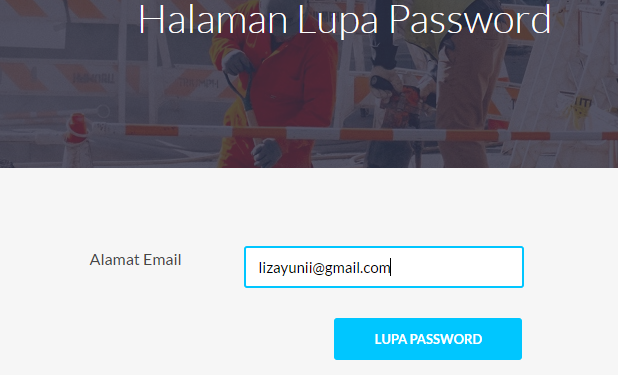 Halaman Lupa Password
Alamat Email
lizayunii@gmail.com
LUPA PASSWORD